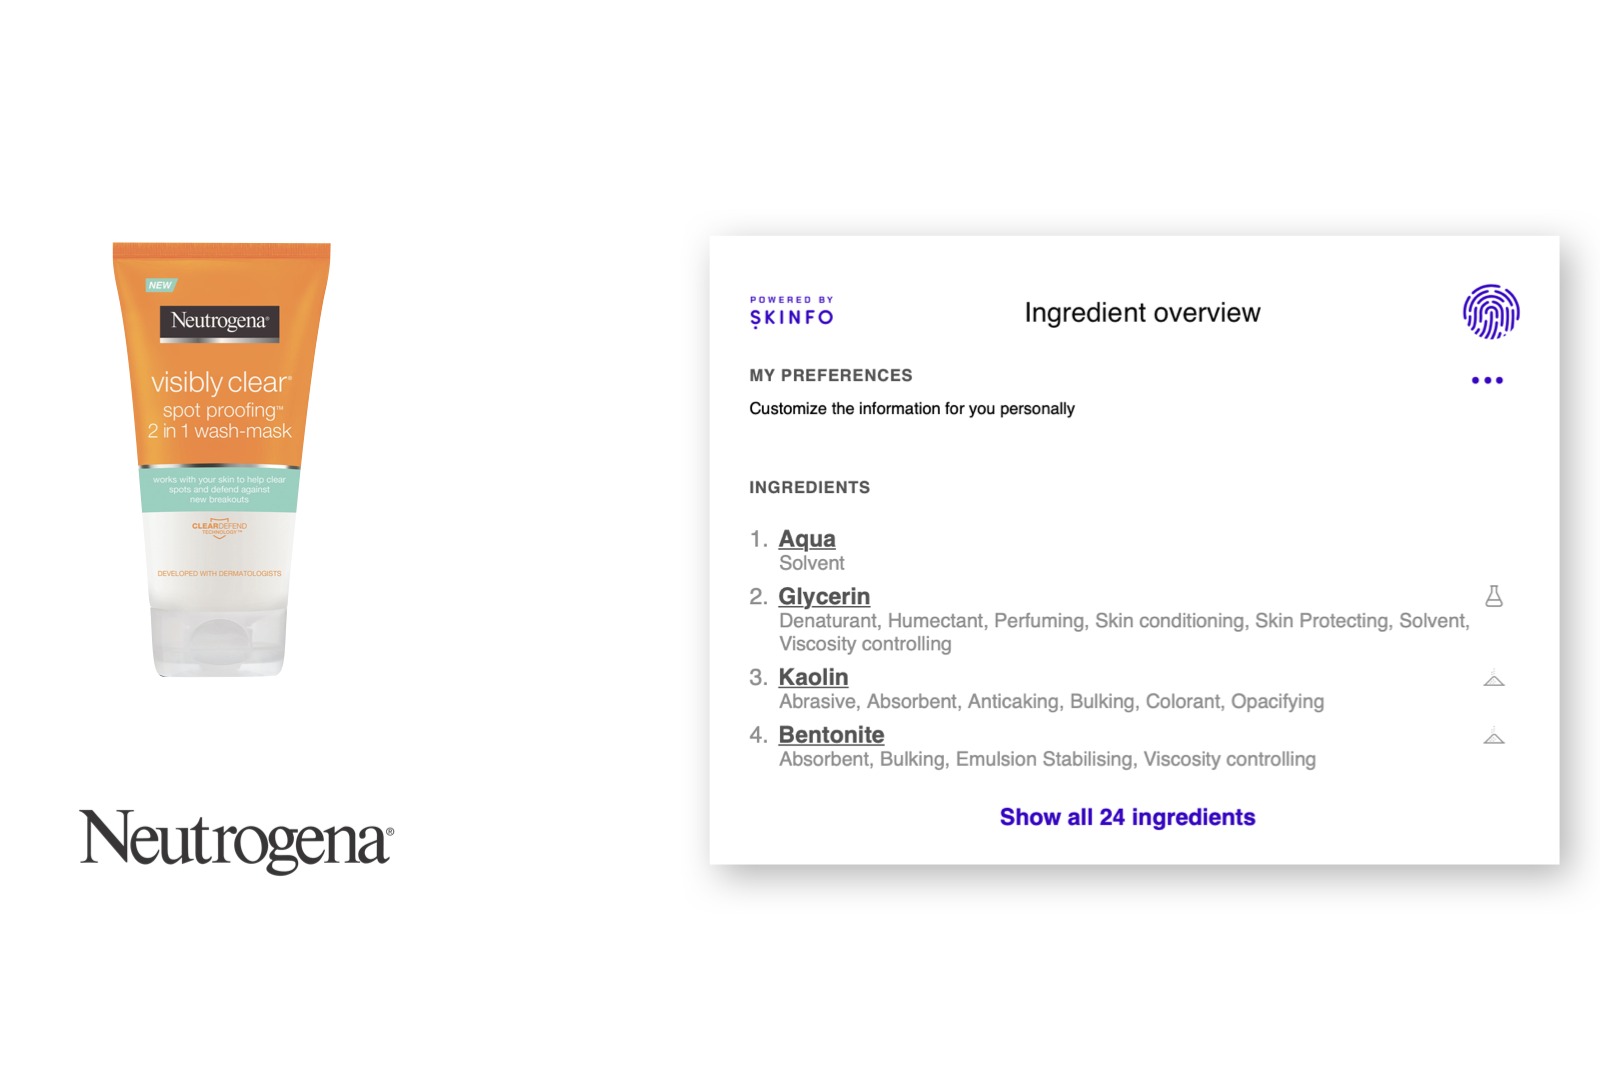 NEW
Neutrogena®
visibly clear®
spot proofing™
2 in 1 wash-mask
works with your skin to help clear
spots and defend against
new breakouts
CLEARDEFEND
TECHNOLOGY™
DEVELOPED WITH DERMATOLOGISTS
Neutrogena®
POWERED BY
SKINFO
Ingredient overview
MY PREFERENCES
Customize the information for you personally
INGREDIENTS
1. Aqua
Solvent
2. Glycerin
Denaturant, Humectant, Perfuming, Skin conditioning, Skin Protecting, Solvent,
Viscosity controlling
3. Kaolin
Abrasive, Absorbent, Anticaking, Bulking, Colorant, Opacifying
4. Bentonite
Absorbent, Bulking, Emulsion Stabilising, Viscosity controlling
Show all 24 ingredients